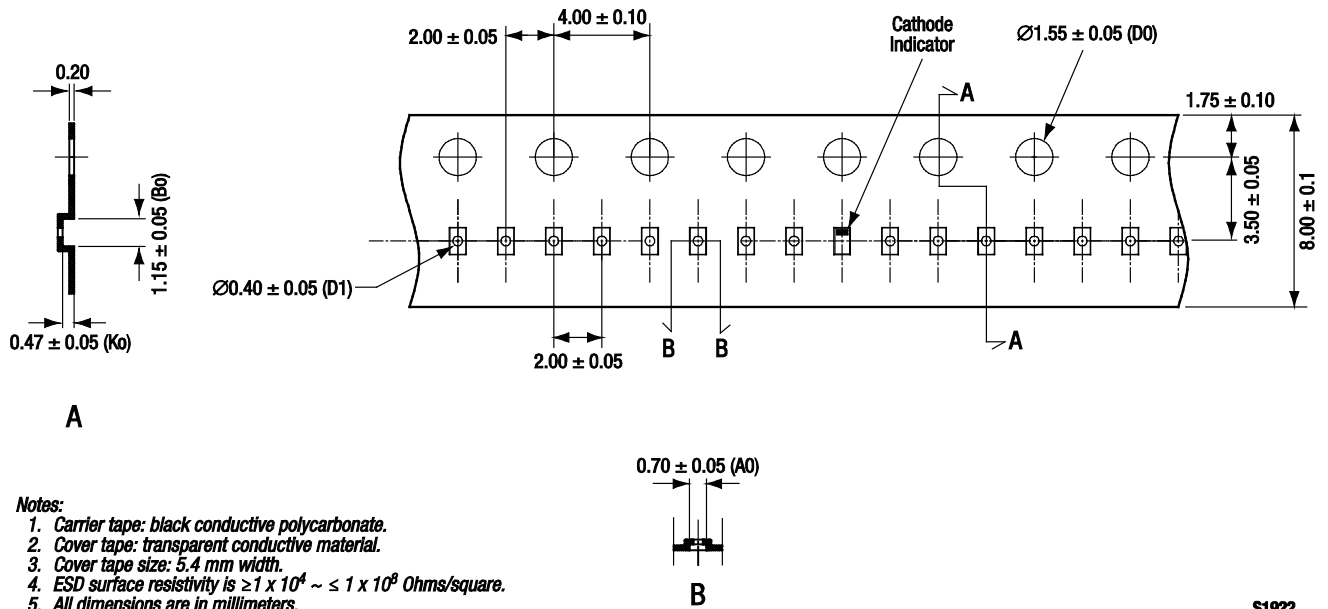 4.00 ± 0.10
2.00 ± 0.05
Cathode
Indicator
Ø1.55 ± 0.05 (D0)
0.20
A
1.75 ± 0.10
1.15 ± 0.05 (Bo)
3.50 ± 0.05
8.00 ± 0.1
Ø0.40 ± 0.05 (D1)
0.47 ± 0.05 (Ko)
2.00 ± 0.05
B
B
A
A
0.70 ± 0.05 (A0)
B
Notes:
1. Carrier tape: black conductive polycarbonate.
2. Cover tape: transparent conductive material.
3. Cover tape size: 5.4 mm width.
4. ESD surface resistivity is ≥1 x 10⁴ ~ ≤ 1 x 10⁸ Ohms/square.
5. All dimensions are in millimeters.
S1922